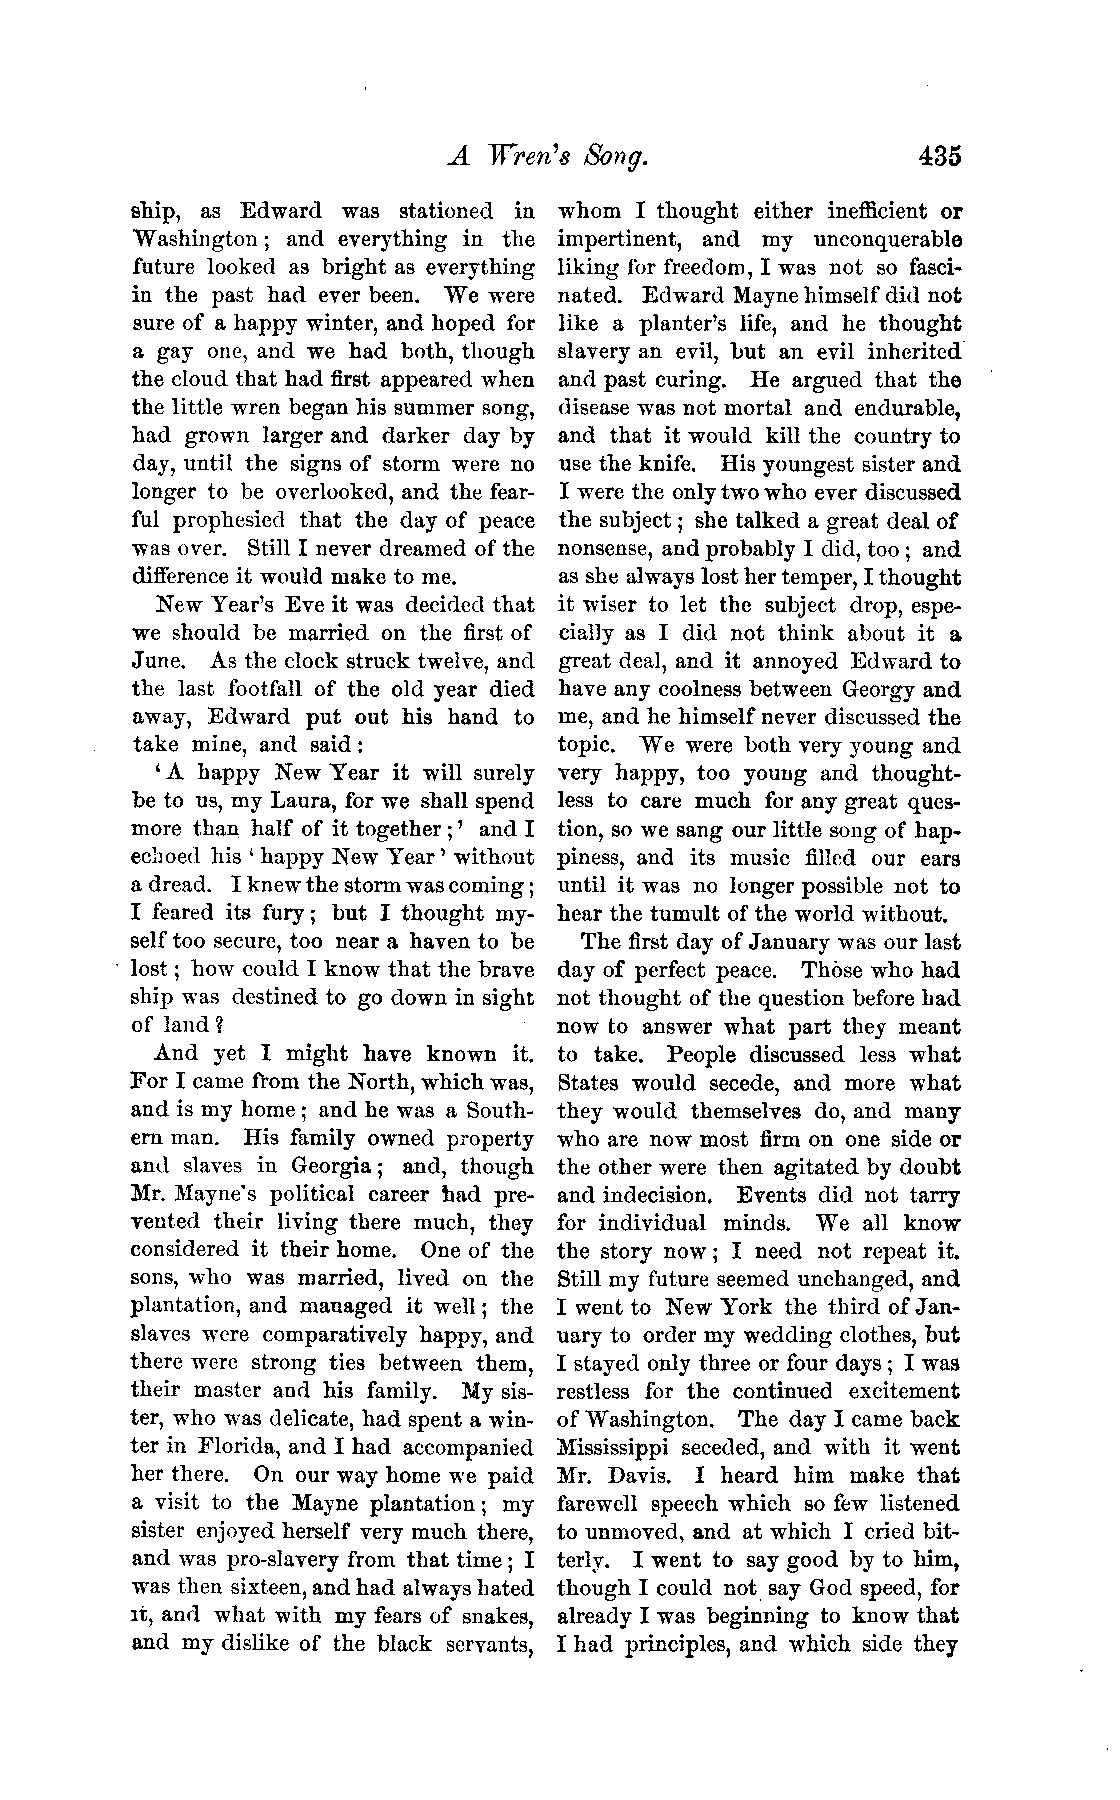 A Wren's Song.
435
ship, as Edward was stationed in
Washington; and everything in the
future looked as bright as everything
in the past had ever been. We were
sure of a happy winter, and hoped for
a gay one, and we had both, though
the cloud that had first appeared when
the little wren began his summer song,
had grown larger and darker day by
day, until the signs of storm were no
longer to be overlooked, and the fear-
ful prophesied that the day of peace
was over. Still I never dreamed of the
difference it would make to me.
New Year's Eve it was decided that
we should be married on the first of
June. As the clock struck twelve, and
the last footfall of the old year died
away, Edward put out his hand to
take mine, and said:
'A happy New Year it will surely
be to us, my Laura, for we shall spend
more than half of it together;' and I
echoed his 'happy New Year' without
a dread. I knew the storm was coming;
I feared its fury; but I thought my-
self too secure, too near a haven to be
lost; how could I know that the brave
ship was destined to go down in sight
of land?
And yet I might have known it.
For I came from the North, which was,
and is my home; and he was a South-
ern man. His family owned property
and slaves in Georgia; and, though
Mr. Mayne's political career had pre-
vented their living there much, they
considered it their home. One of the
sons, who was married, lived on the
plantation, and managed it well; the
slaves were comparatively happy, and
there were strong ties between them,
their master and his family. My sis-
ter, who was delicate, had spent a win-
ter in Florida, and I had accompanied
her there. On our way home we paid
a visit to the Mayne plantation; my
sister enjoyed herself very much there,
and was pro-slavery from that time; I
was then sixteen, and had always hated
it, and what with my fears of snakes,
and my dislike of the black servants,
whom I thought either inefficient or
impertinent, and my unconquerable
liking for freedom, I was not so fasci-
nated. Edward Mayne himself did not
like a planter's life, and he thought
slavery an evil, but an evil inherited
and past curing. He argued that the
disease was not mortal and endurable,
and that it would kill the country to
use the knife. His youngest sister and
I were the only two who ever discussed
the subject; she talked a great deal of
nonsense, and probably I did, too; and
as she always lost her temper, I thought
it wiser to let the subject drop, espe-
cially as I did not think about it a
great deal, and it annoyed Edward to
have any coolness between Georgy and
me, and he himself never discussed the
topic. We were both very young and
very happy, too young and thought-
less to care much for any great ques-
tion, so we sang our little song of hap-
piness, and its music filled our ears
until it was no longer possible not to
hear the tumult of the world without.
The first day of January was our last
day of perfect peace. Those who had
not thought of the question before had
now to answer what part they meant
to take. People discussed less what
States would secede, and more what
they would themselves do, and many
who are now most firm on one side or
the other were then agitated by doubt
and indecision. Events did not tarry
for individual minds. We all know
the story now; I need not repeat it.
Still my future seemed unchanged, and
I went to New York the third of Jan-
uary to order my wedding clothes, but
I stayed only three or four days; I was
restless for the continued excitement
of Washington. The day I came back
Mississippi seceded, and with it went
Mr. Davis. I heard him make that
farewell speech which so few listened
to unmoved, and at which I cried bit-
terly. I went to say good by to him,
though I could not say God speed, for
already I was beginning to know that
I had principles, and which side they